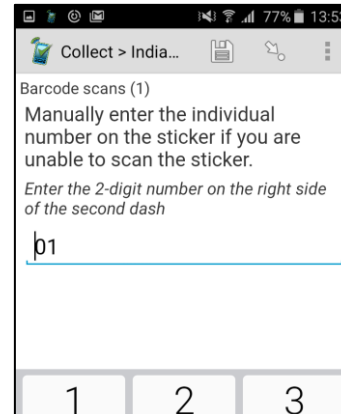 77% 13:53
Collect > India...
Barcode scans (1)
Manually enter the individual
number on the sticker if you are
unable to scan the sticker.
Enter the 2-digit number on the right side
of the second dash
01
1 2 3